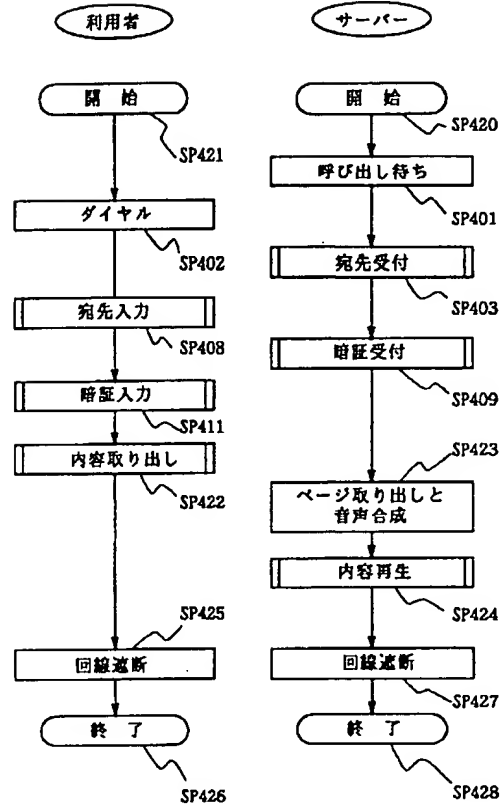 利用者
開 始
SP421
ダイヤル
SP402
宛先入力
SP408
暗証入力
SP411
内容取り出し
SP422
SP425
回線遮断
終 了
SP426
サーバー
開 始
SP420
呼び出し待ち
SP401
宛先受付
SP403
暗証受付
SP409
SP423
ページ取り出しと
音声合成
内容再生
SP424
回線遮断
SP427
終 了
SP428